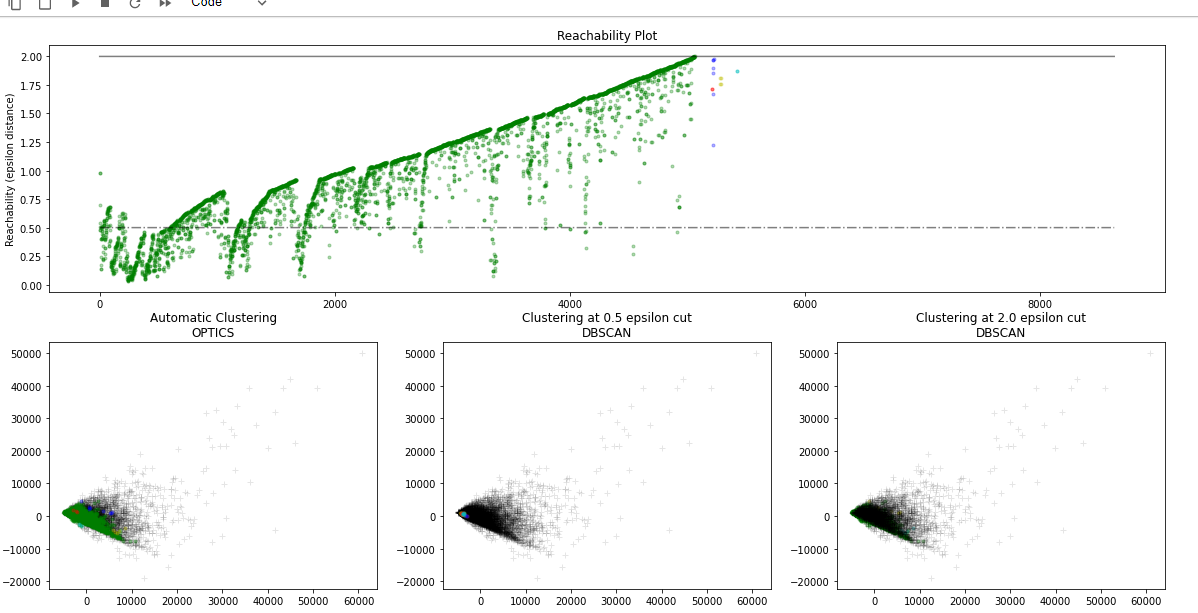 Code
Reachability Plot
Reachability (epsilon distance)
2.00
1.75
1.50
1.25
1.00
0.75
0.50
0.25
0.00
0 2000 4000 6000 8000
Automatic Clustering
OPTICS
50000
40000
30000
20000
10000
0
−10000
−20000
0 10000 20000 30000 40000 50000 60000
Clustering at 0.5 epsilon cut
DBSCAN
50000
40000
30000
20000
10000
0
−10000
−20000
0 10000 20000 30000 40000 50000 60000
Clustering at 2.0 epsilon cut
DBSCAN
50000
40000
30000
20000
10000
0
−10000
−20000
0 10000 20000 30000 40000 50000 60000